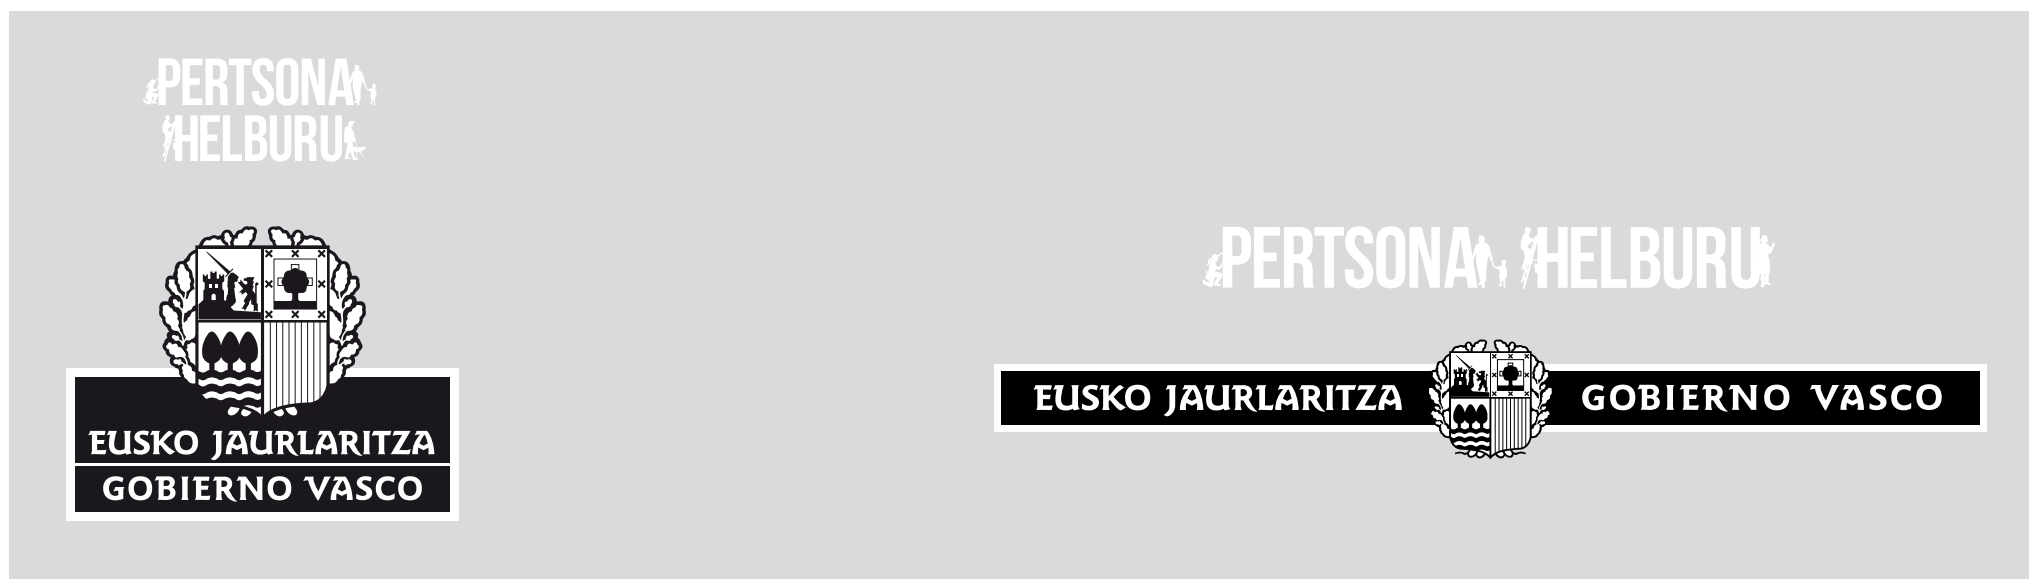 PERTSONA
HELBURU
EUSKO JAURLARITZA
GOBIERNO VASCO
PERTSONA HELBURU
EUSKO JAURLARITZA GOBIERNO VASCO